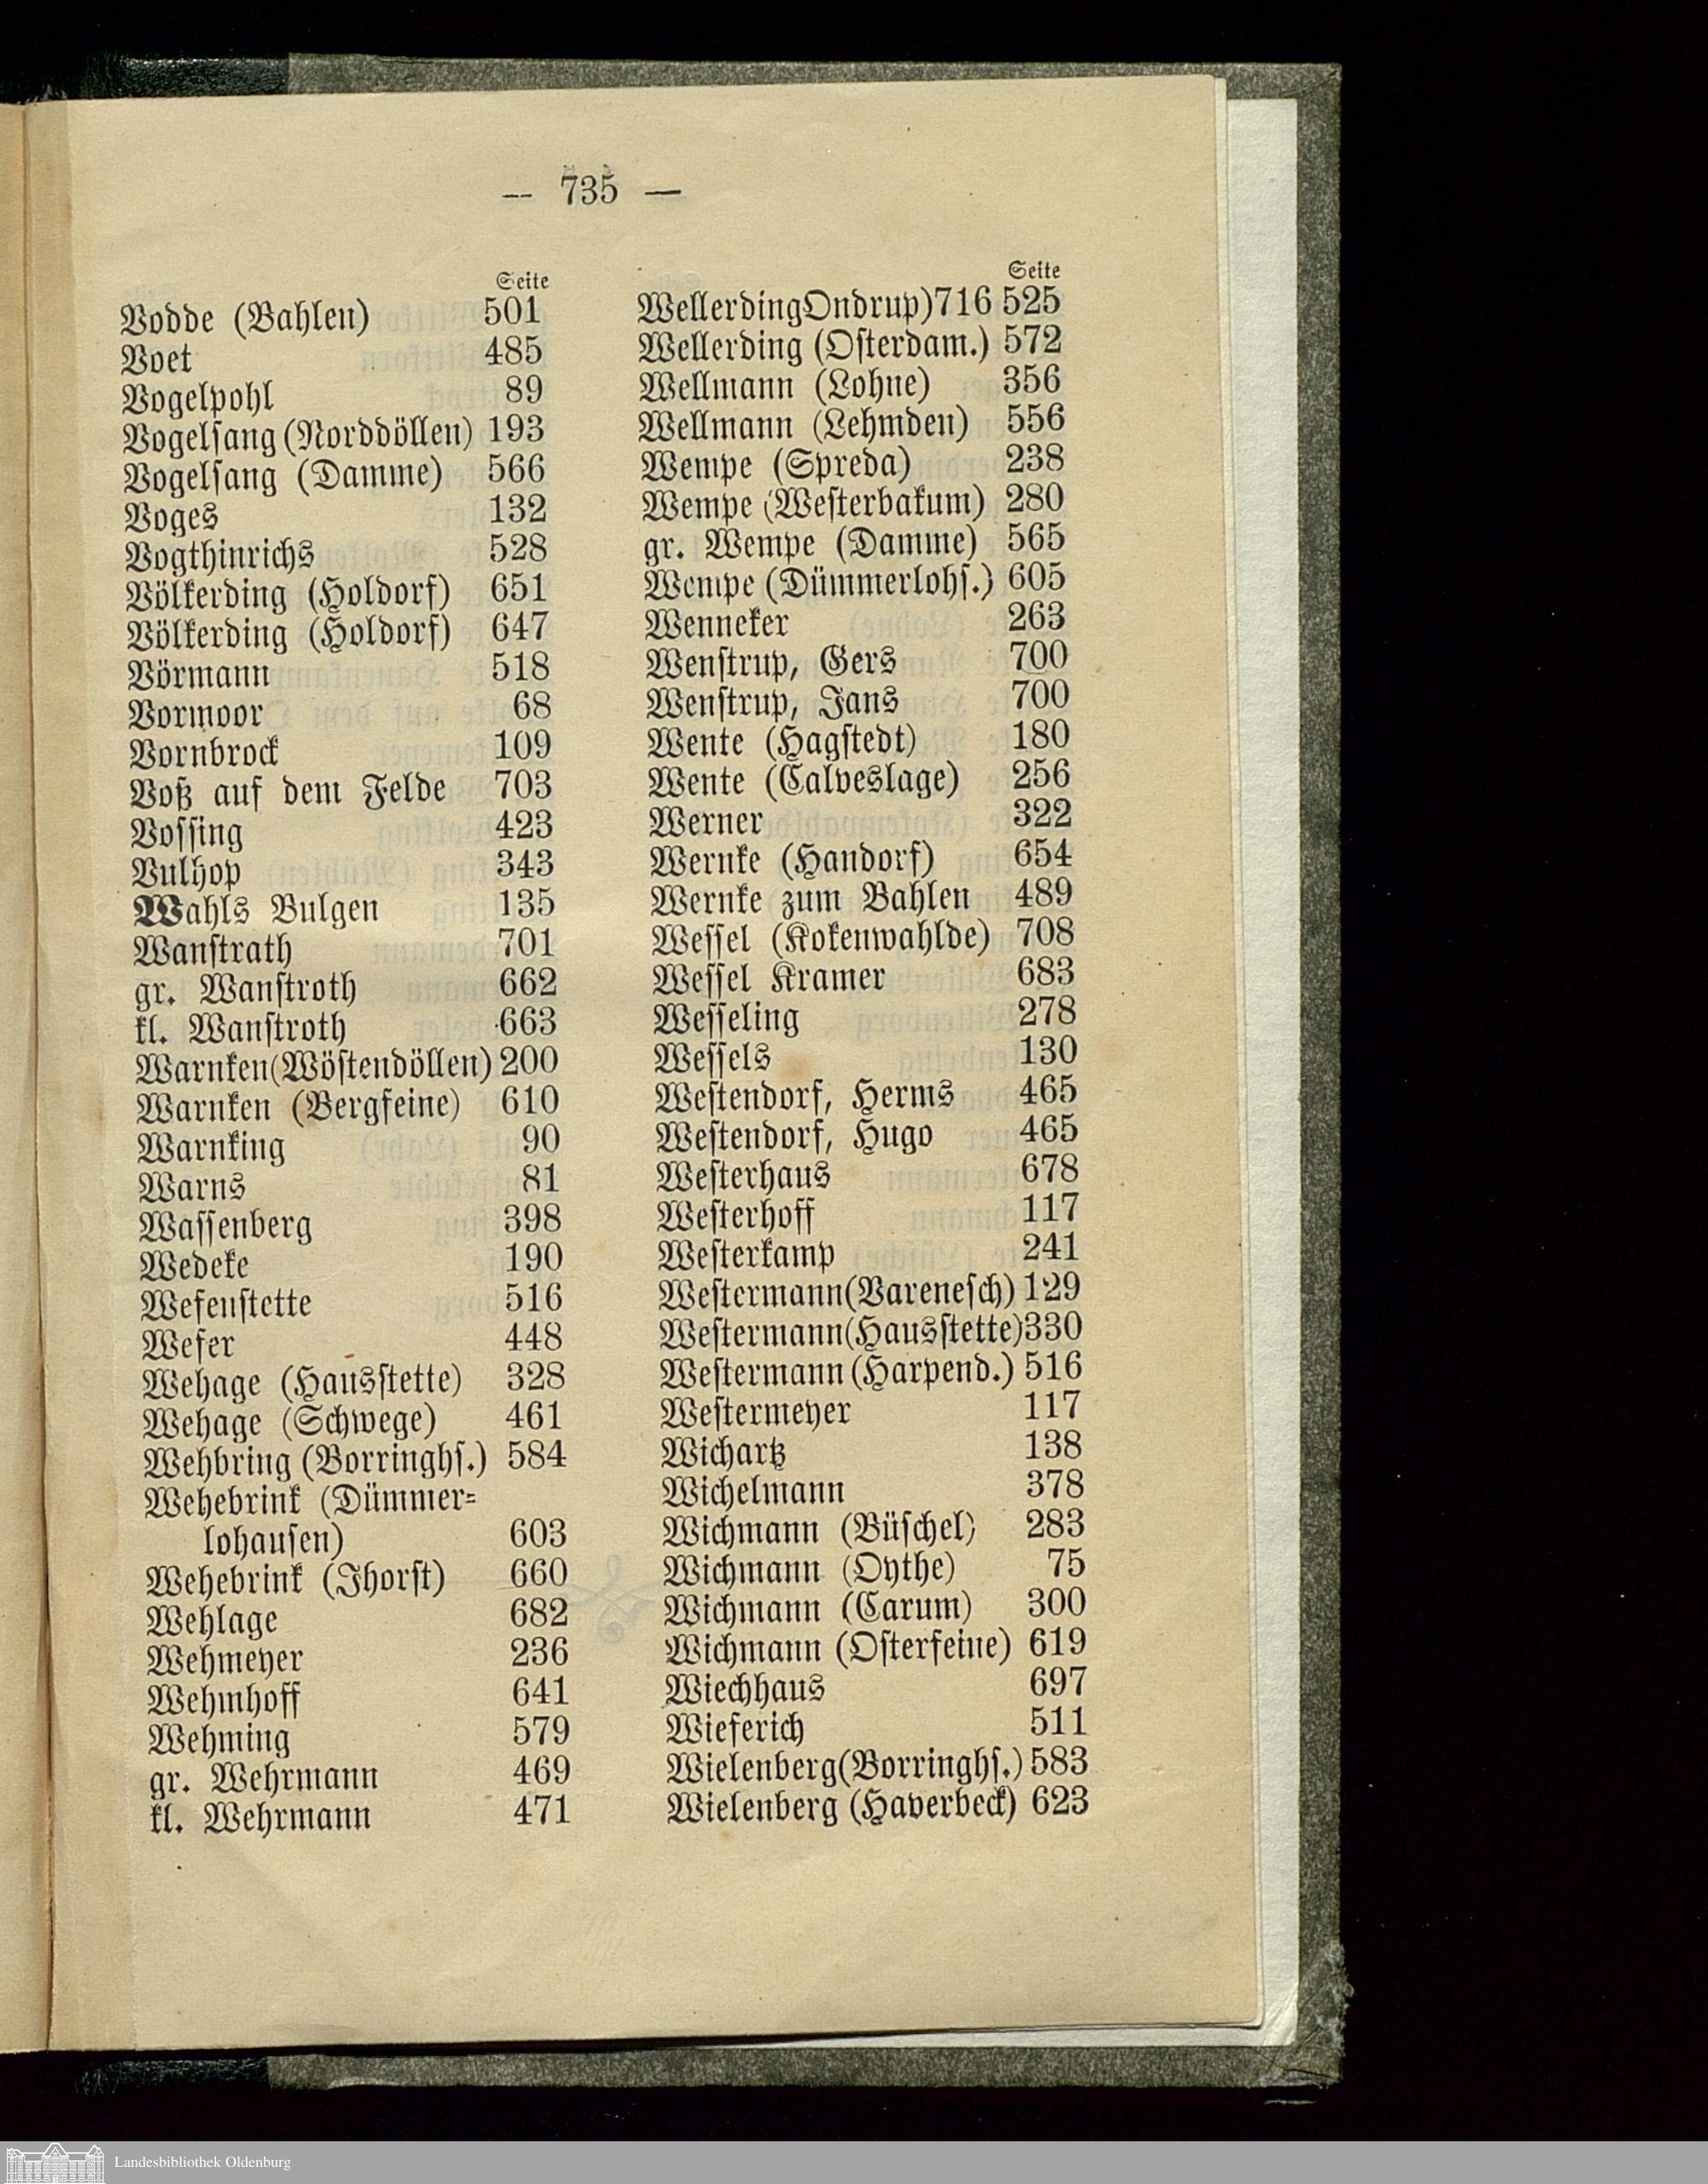 — 735 —
Seite
Vodde (Bahlen) 501
Voet 485
Vogelpohl 89
Vogelsang (Norddöllen) 193
Vogelsang (Damme) 566
Voges 132
Vogthinrichs 528
Völkerding (Holdorf) 651
Völkerding (Holdorf) 647
Vörmann 518
Vormoor 68
Vornbrock 109
Voß auf dem Felde 703
Vossing 423
Vulhop 343
Wahls Bulgen 135
Wanstrath 701
gr. Wanstroth 662
kl. Wanstroth 663
Warnken(Wöstendöllen) 200
Warnken (Bergfeine) 610
Warnking 90
Warns 81
Wassenberg 398
Wedeke 190
Wefenstette 516
Wefer 448
Wehage (Hausstette) 328
Wehage (Schwege) 461
Wehbring (Borringhs.) 584
Wehebrink (Dümmer-
lohausen) 603
Wehebrink (Ihorst) 660
Wehlage 682
Wehmeyer 236
Wehmhoff 641
Wehming 579
gr. Wehrmann 469
kl. Wehrmann 471
Seite
WellerdingOndrup)716 525
Wellerding (Osterdam.) 572
Wellmann (Lohne) 356
Wellmann (Lehmden) 556
Wempe (Spreda) 238
Wempe (Westerbakum) 280
gr. Wempe (Damme) 565
Wempe (Dümmerlohs.) 605
Wenneker 263
Wenstrup, Gers 700
Wenstrup, Jans 700
Wente (Hagstedt) 180
Wente (Calveslage) 256
Werner 322
Wernke (Handorf) 654
Wernke zum Bahlen 489
Wessel (Kokenwahlde) 708
Wessel Kramer 683
Wesseling 278
Wessels 130
Westendorf, Herms 465
Westendorf, Hugo 465
Westerhaus 678
Westerhoff 117
Westerkamp 241
Westermann(Varenesch) 129
Westermann(Hausstette)330
Westermann (Harpend.) 516
Westermeyer 117
Wichartz 138
Wichelmann 378
Wichmann (Büschel) 283
Wichmann (Oythe) 75
Wichmann (Carum) 300
Wichmann (Osterfeine) 619
Wiechhaus 697
Wieferich 511
Wielenberg(Borringhs.) 583
Wielenberg (Haverbeck) 623
Landesbibliothek Oldenburg